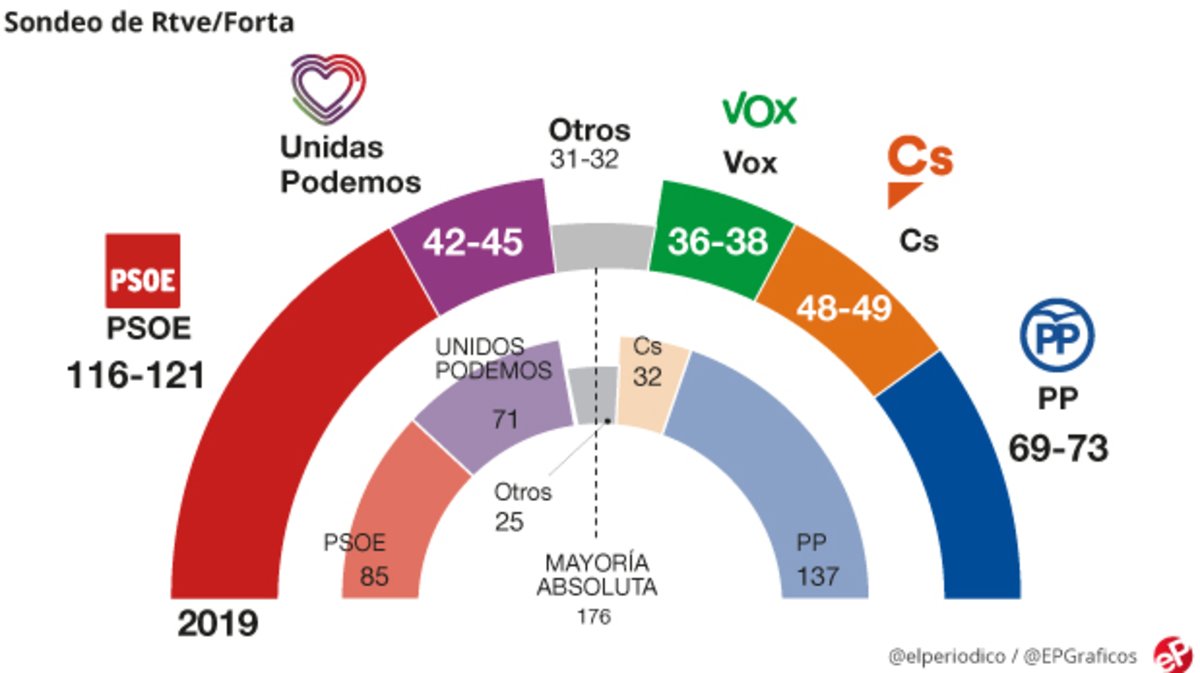 Sondeo de Rtve/Forta
Unidas
Podemos
Otros
31-32
VOX
Vox
Cs
Cs
PSOE
PSOE
116-121
42-45
36-38
48-49
PP
PP
69-73
UNIDOS
PODEMOS
71
Cs
32
Otros
25
PSOE
85
MAYORÍA
ABSOLUTA
176
PP
137
2019
@elperiodico / @EPGraficos
eP